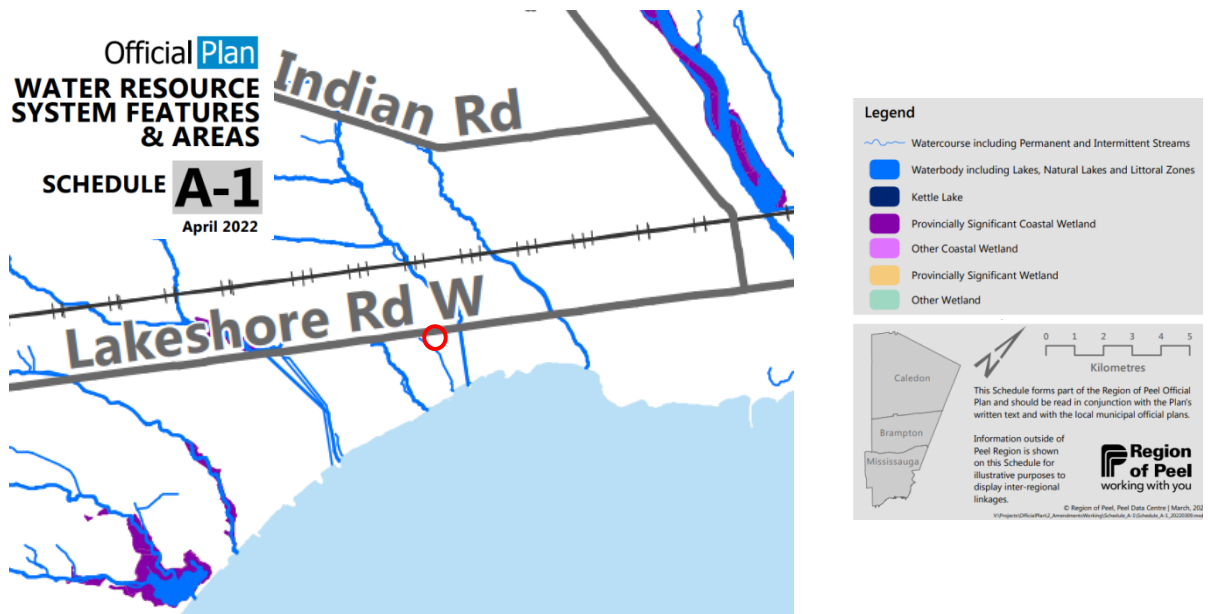 Official Plan
WATER RESOURCE
SYSTEM FEATURES
& AREAS
SCHEDULE A-1
April 2022
Indian Rd
Lakeshore Rd W
Legend
Watercourse including Permanent and Intermittent Streams
Waterbody including Lakes, Natural Lakes and Littoral Zones
Kettle Lake
Provincially Significant Coastal Wetland
Other Coastal Wetland
Provincially Significant Wetland
Other Wetland
Caledon
Brampton
Mississauga
N
0 1 2 3 4 5
Kilometres
This Schedule forms part of the Region of Peel Official
Plan and should be read in conjunction with the Plan's
written text and with the local municipal official plans.
Information outside of
Peel Region is shown
on this Schedule for
illustrative purposes to
display inter-regional
linkages.
Region
of Peel
working with you
© Region of Peel, Peel Data Centre | March, 202